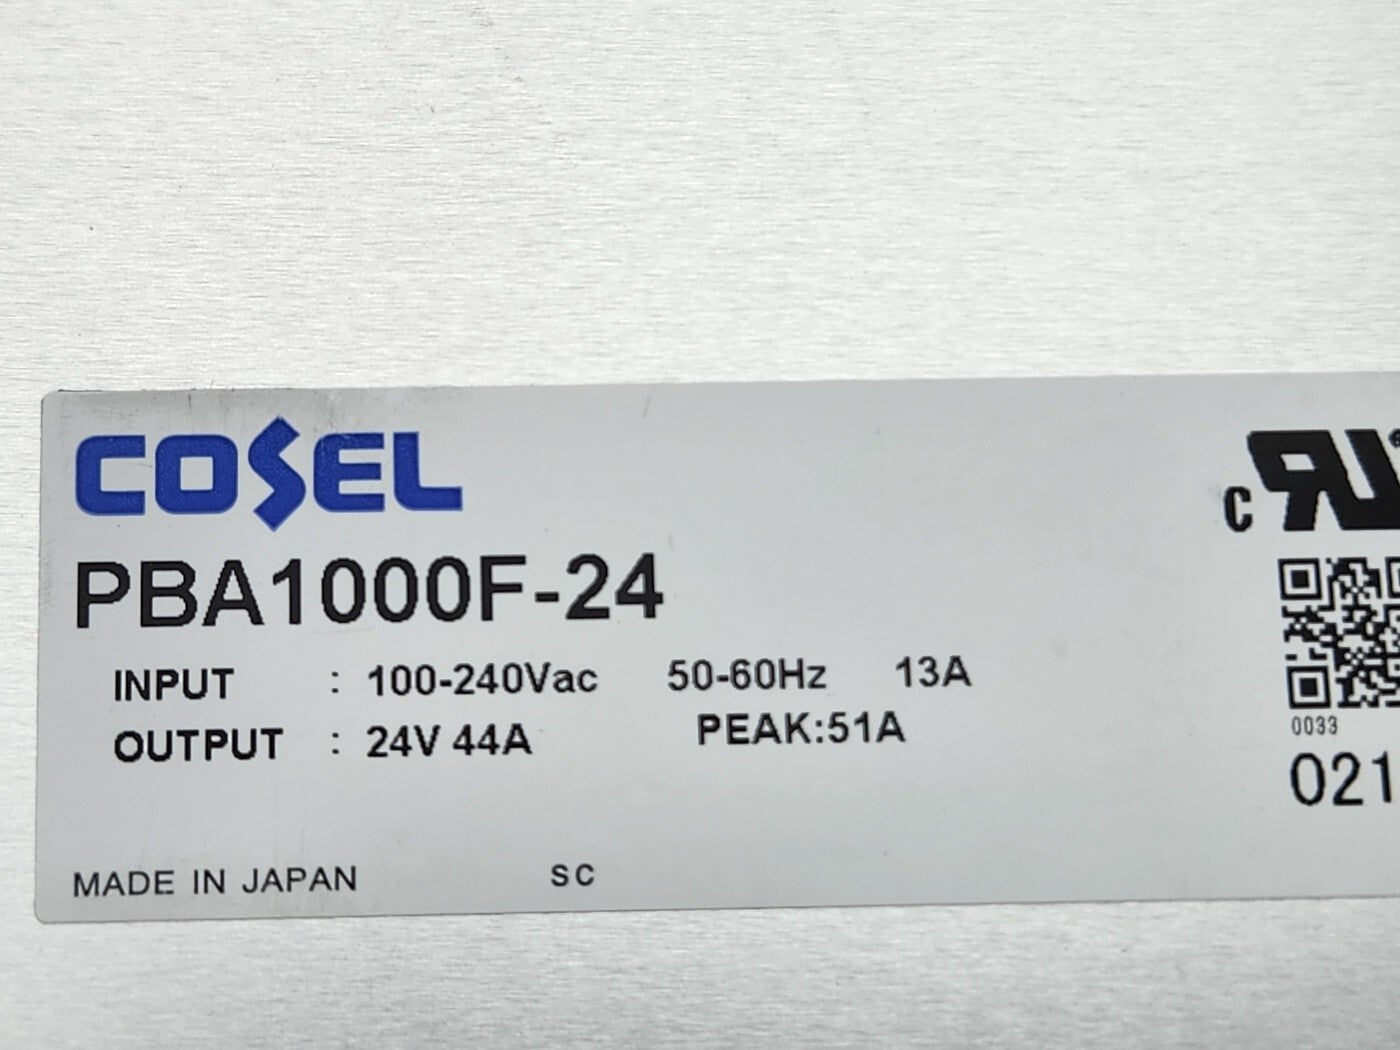 COSEL
PBA1000F-24
INPUT : 100-240Vac 50-60Hz 13A
OUTPUT : 24V 44A PEAK:51A
MADE IN JAPAN SC
c RU
0033
021